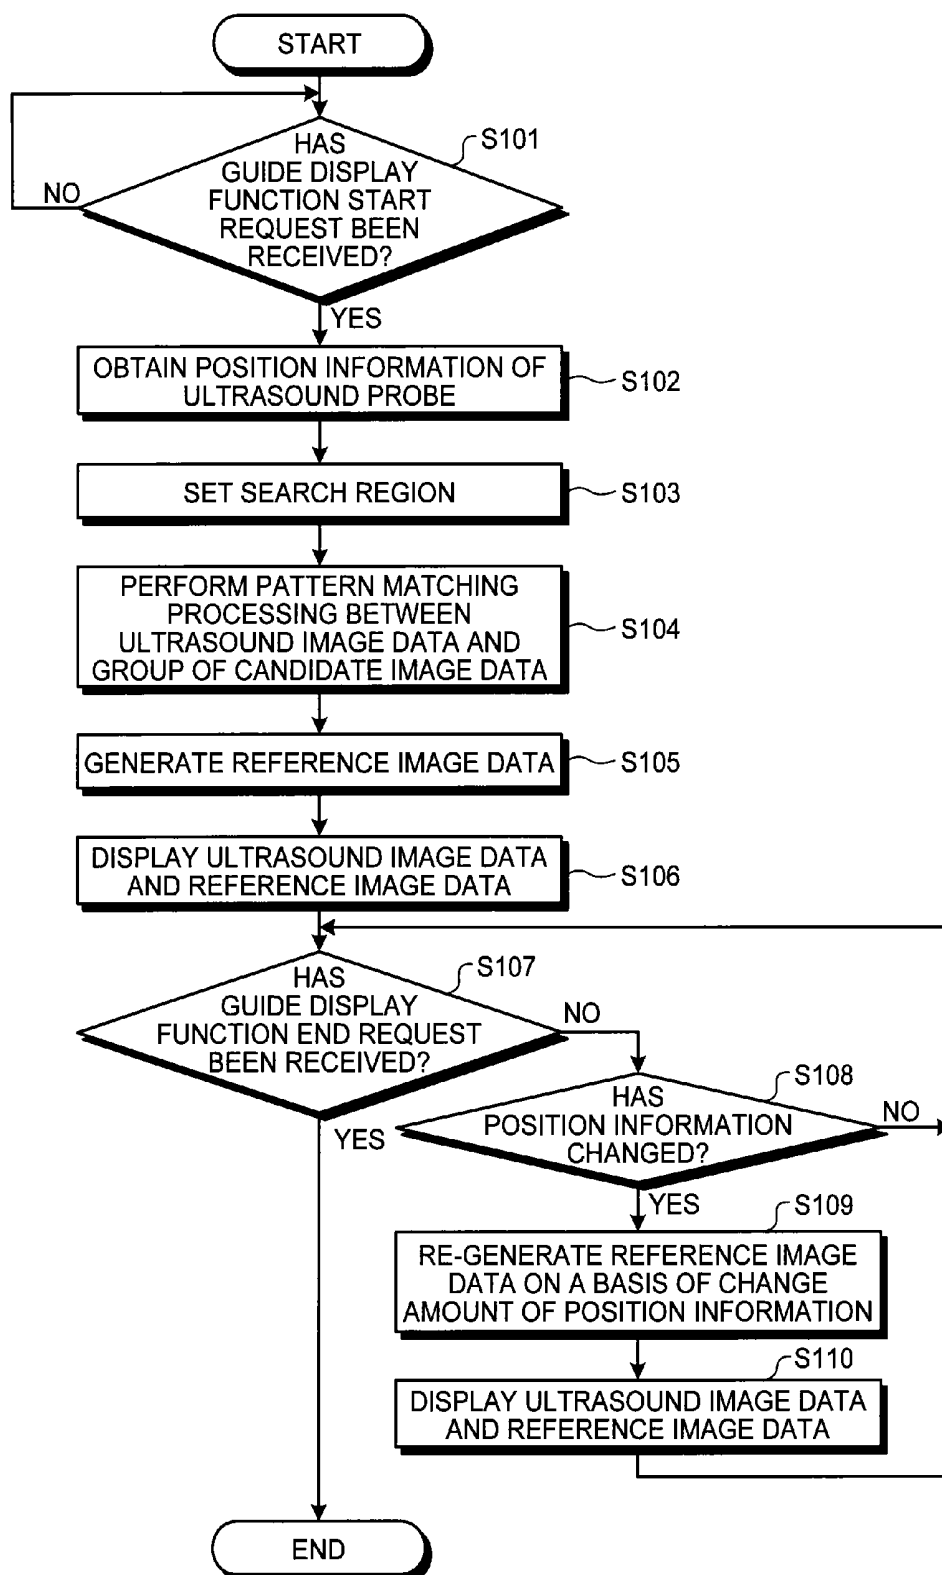 START
HAS
GUIDE DISPLAY
FUNCTION START
REQUEST BEEN
RECEIVED?
S101
NO
YES
OBTAIN POSITION INFORMATION OF
ULTRASOUND PROBE
S102
SET SEARCH REGION
S103
PERFORM PATTERN MATCHING
PROCESSING BETWEEN
ULTRASOUND IMAGE DATA AND
GROUP OF CANDIDATE IMAGE DATA
S104
GENERATE REFERENCE IMAGE DATA
S105
DISPLAY ULTRASOUND IMAGE DATA
AND REFERENCE IMAGE DATA
S106
HAS
GUIDE DISPLAY
FUNCTION END REQUEST
BEEN RECEIVED?
S107
NO
YES
HAS
POSITION INFORMATION
CHANGED?
S108
NO
YES
S109
RE-GENERATE REFERENCE IMAGE
DATA ON A BASIS OF CHANGE
AMOUNT OF POSITION INFORMATION
S110
DISPLAY ULTRASOUND IMAGE DATA
AND REFERENCE IMAGE DATA
END